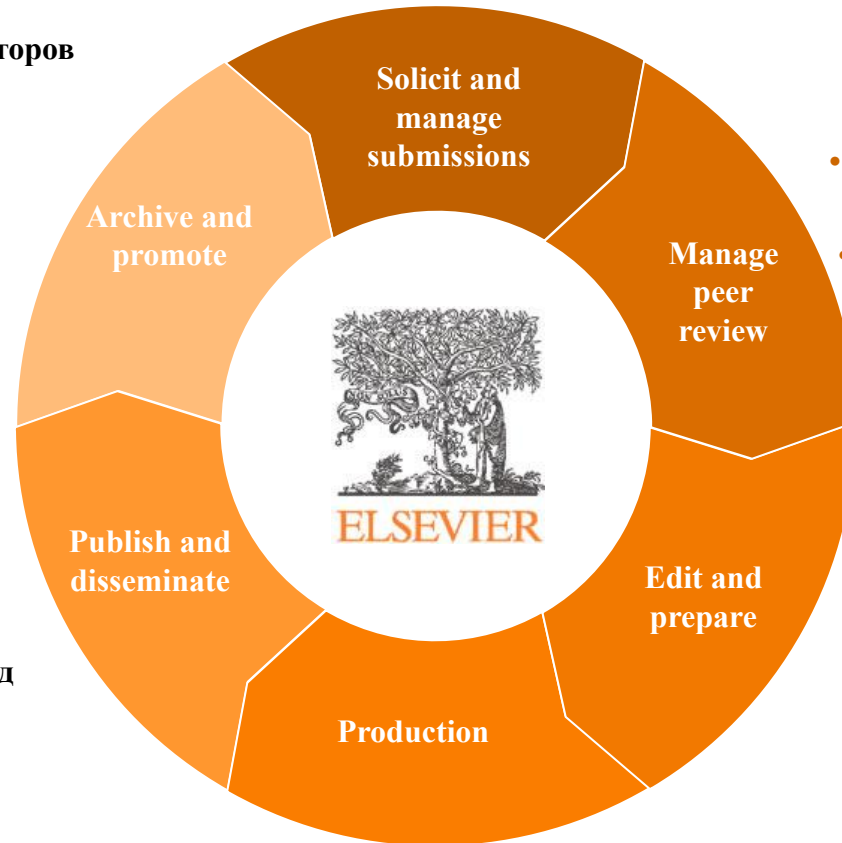 торов
Solicit and
manage
submissions
•
Archive and
promote
Manage
peer
review
•
ELSEVIER
Publish and
disseminate
Edit and
prepare
д
Production